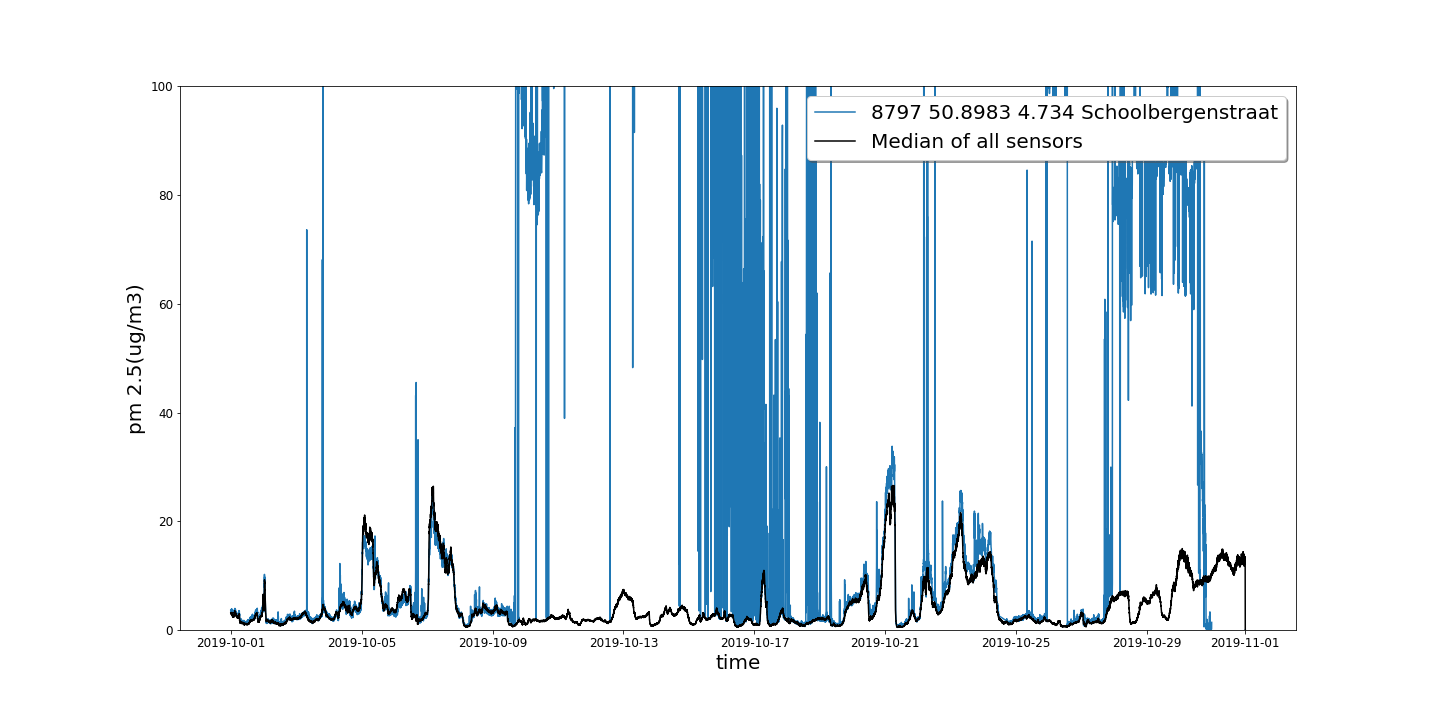 100
80
60
40
20
0
pm 2.5(ug/m3)
8797 50.8983 4.734 Schoolbergenstraat
Median of all sensors
2019-10-01 2019-10-05 2019-10-09 2019-10-13 2019-10-17 2019-10-21 2019-10-25 2019-10-29 2019-11-01
time